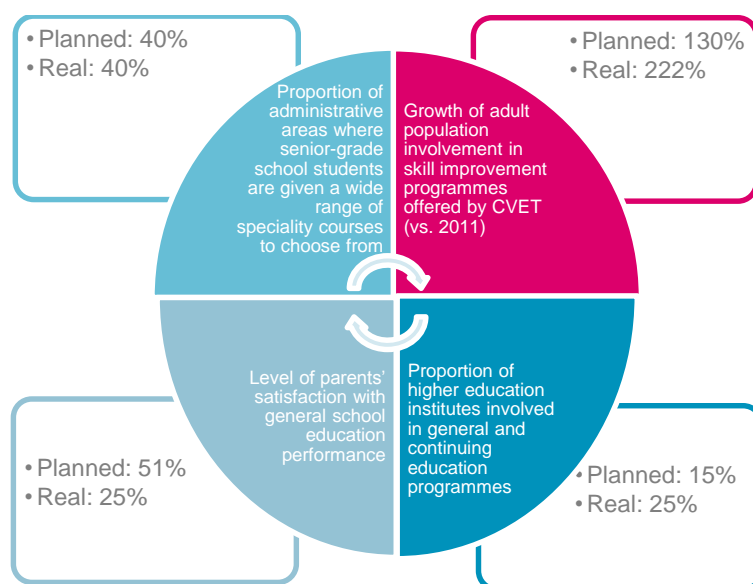 • Planned: 40%
• Real: 40%
• Planned: 130%
• Real: 222%
Proportion of
administrative
areas where
senior-grade
school students
are given a wide
range of
speciality courses
to choose from
Growth of adult
population
involvement in
skill improvement
programmes
offered by CVET
(vs. 2011)
Level of parents'
satisfaction with
general school
education
performance
Proportion of
higher education
institutes involved
in general and
continuing
education
programmes
• Planned: 51%
• Real: 25%
• Planned: 15%
• Real: 25%